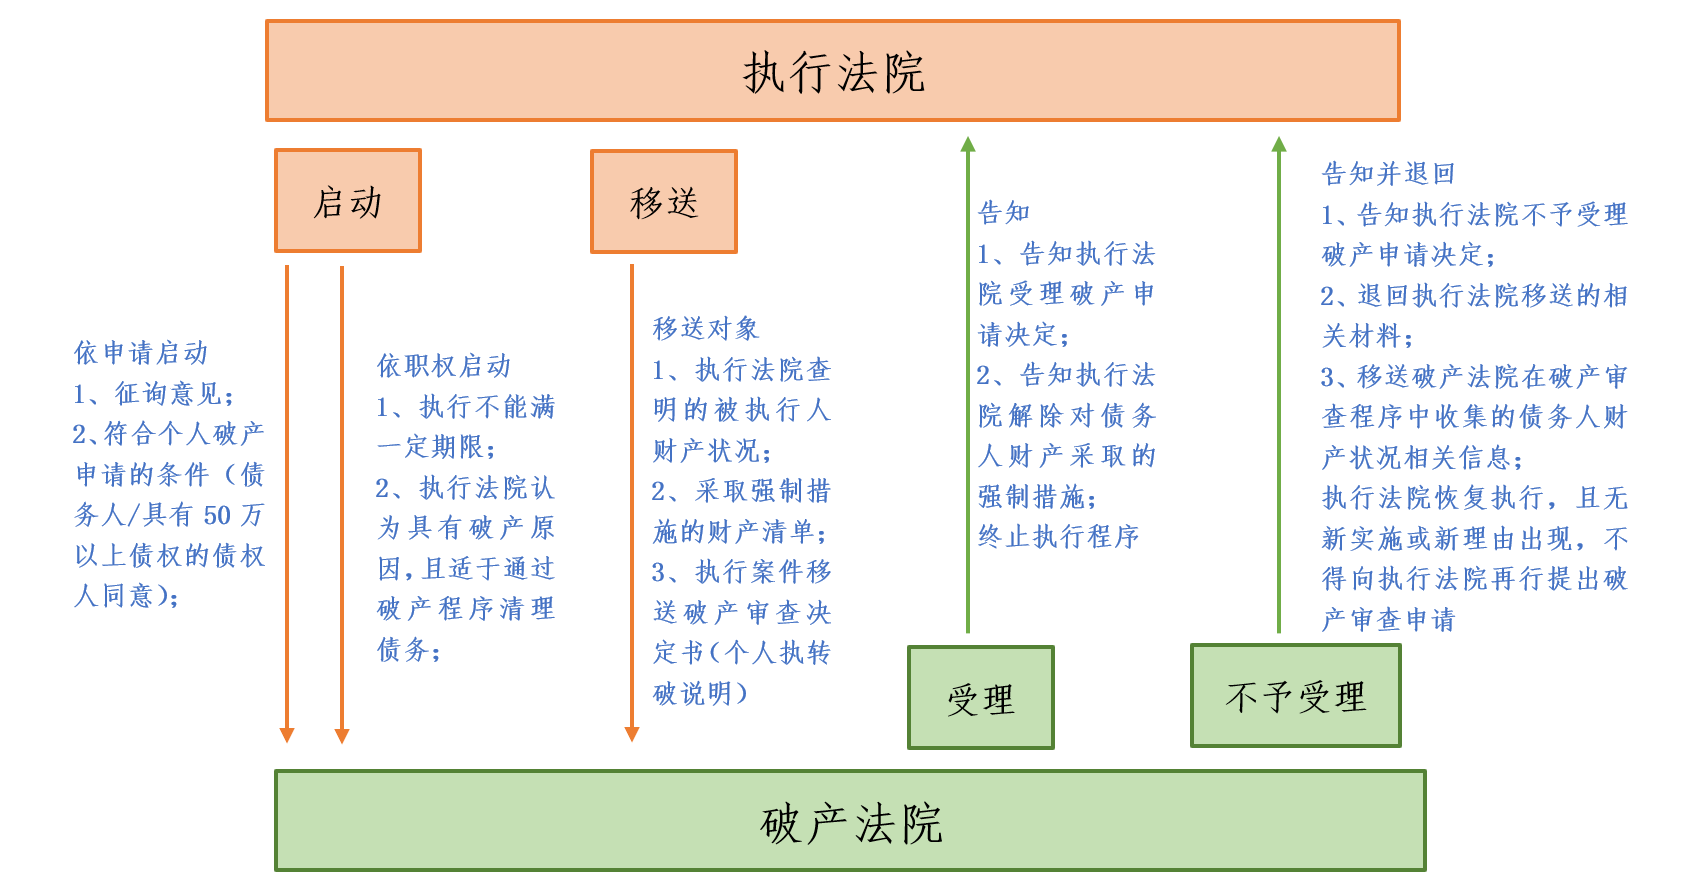 执行法院
启动
移送
依申请启动
1、征询意见；
2、符合个人破产
申请的条件（债
务人/具有 50 万
以上债权的债权
人同意）；
依职权启动
1、执行不能满
一定期限；
2、执行法院认
为具有破产原
因，且适于通过
破产程序清理
债务；
移送对象
1、执行法院查
明的被执行人
财产状况；
2、采取强制措
施的财产清单；
3、执行案件移
送破产审查决
定书（个人执转
破说明）
告知
1、告知执行法
院受理破产申
请决定；
2、告知执行法
院解除对债务
人财产采取的
强制措施；
终止执行程序
告知并退回
1、告知执行法院不予受理
破产申请决定；
2、退回执行法院移送的相
关材料；
3、移送破产法院在破产审
查程序中收集的债务人财
产状况相关信息；
执行法院恢复执行，且无
新实施或新理由出现，不
得向执行法院再行提出破
产审查申请
受理
不予受理
破产法院